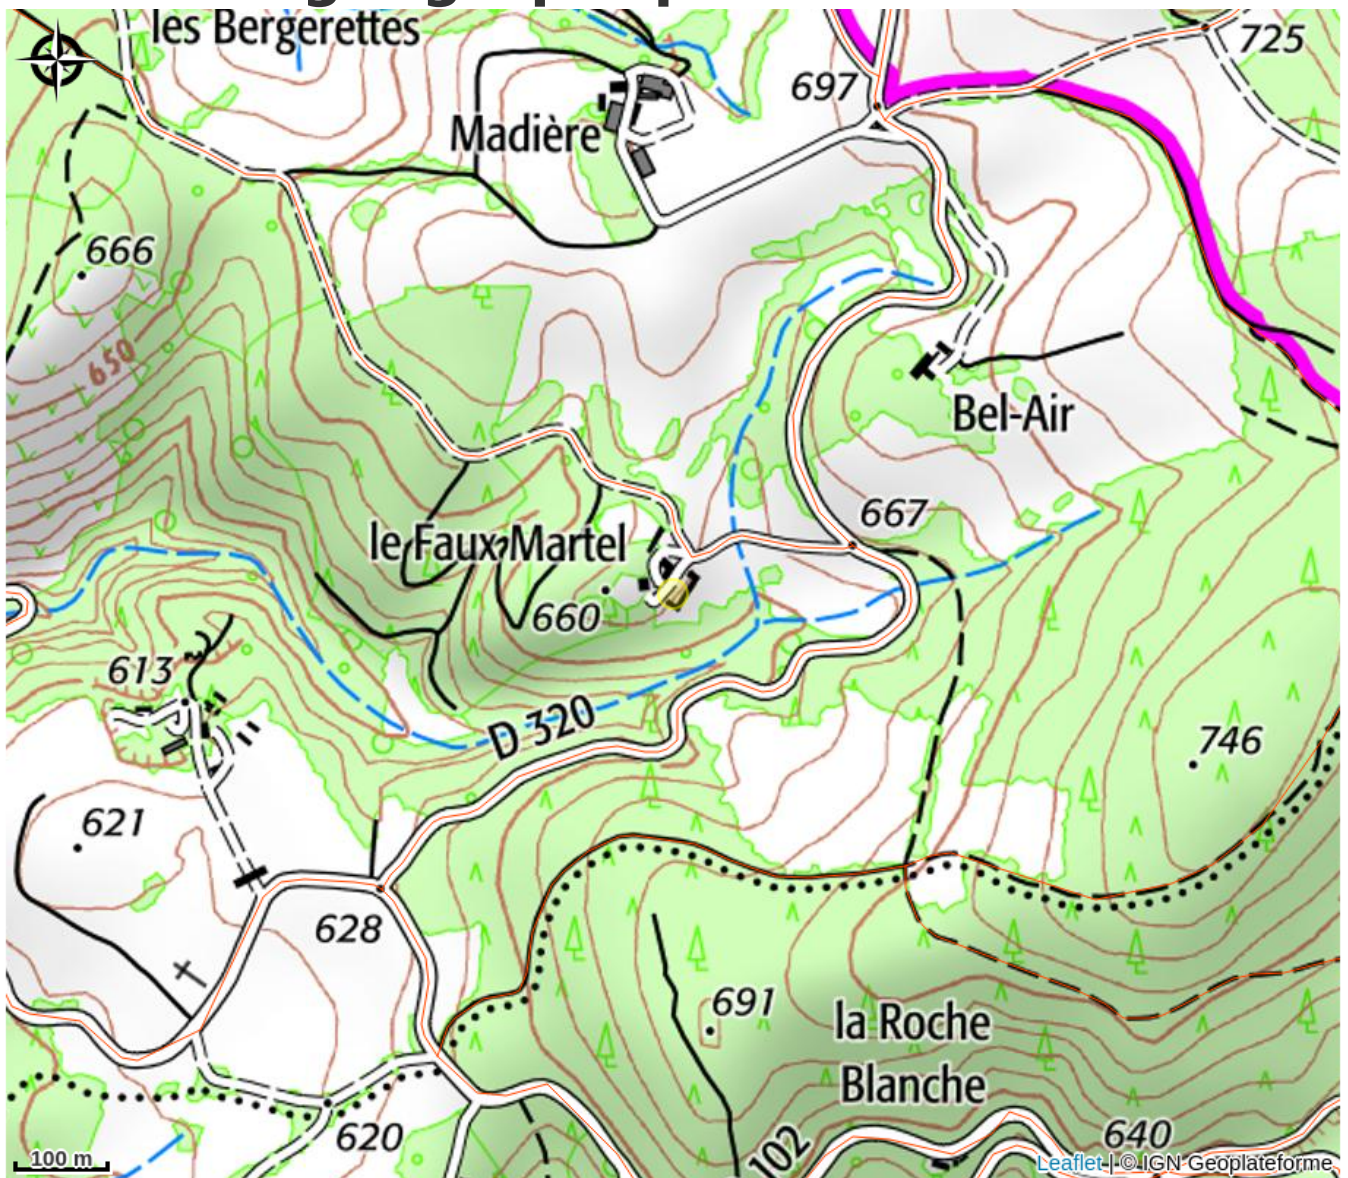 les Bergerettes
725
697
Madière
666
650
Bel-Air
667
le Faux-Martel
660
613
D 320
746
621
628
691
la Roche
Blanche
620
102
640
100 m
Leaflet | © IGN Geoplateforme